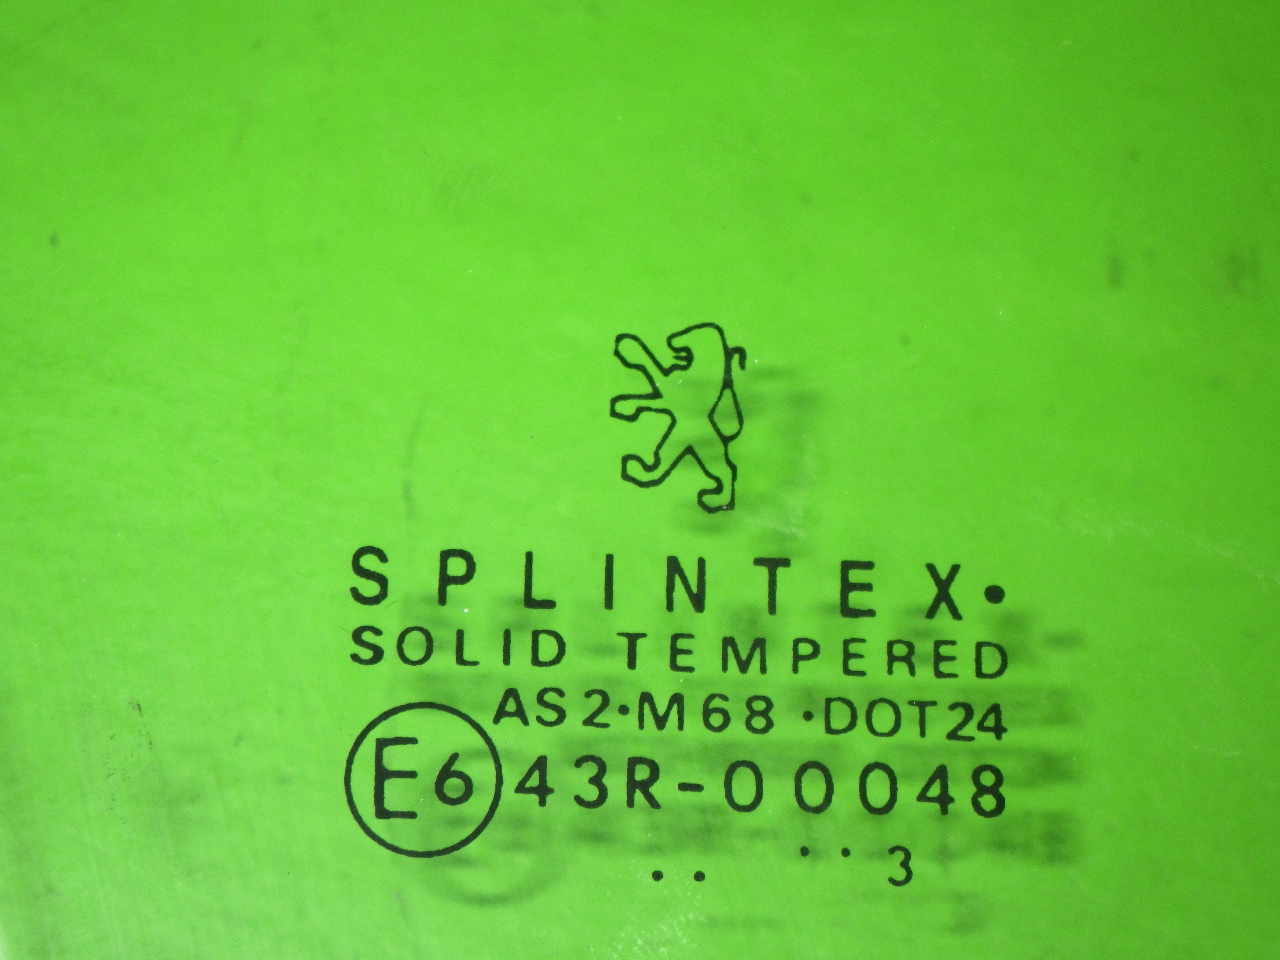 SPLINTEX•
SOLID TEMPERED
AS2•M68 •DOT24
E6 43R-00048
.. .. 3